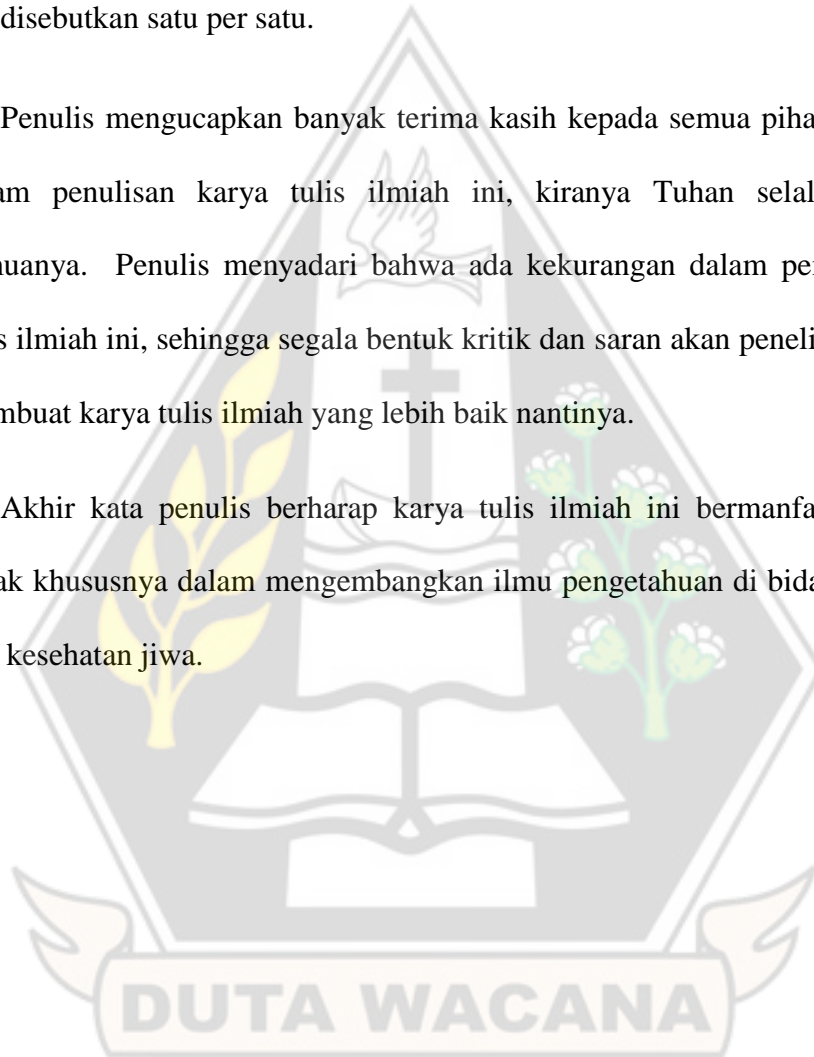 disebutkan satu per satu.
Penulis mengucapkan banyak terima kasih kepada semua piha
am penulisan karya tulis ilmiah ini, kiranya Tuhan selal
nuanya. Penulis menyadari bahwa ada kekurangan dalam pe
s ilmiah ini, sehingga segala bentuk kritik dan saran akan peneli
mbuat karya tulis ilmiah yang lebih baik nantinya.
Akhir kata penulis berharap karya tulis ilmiah ini bermanfa
ak khususnya dalam mengembangkan ilmu pengetahuan di bida
kesehatan jiwa.
DUTA WACANA